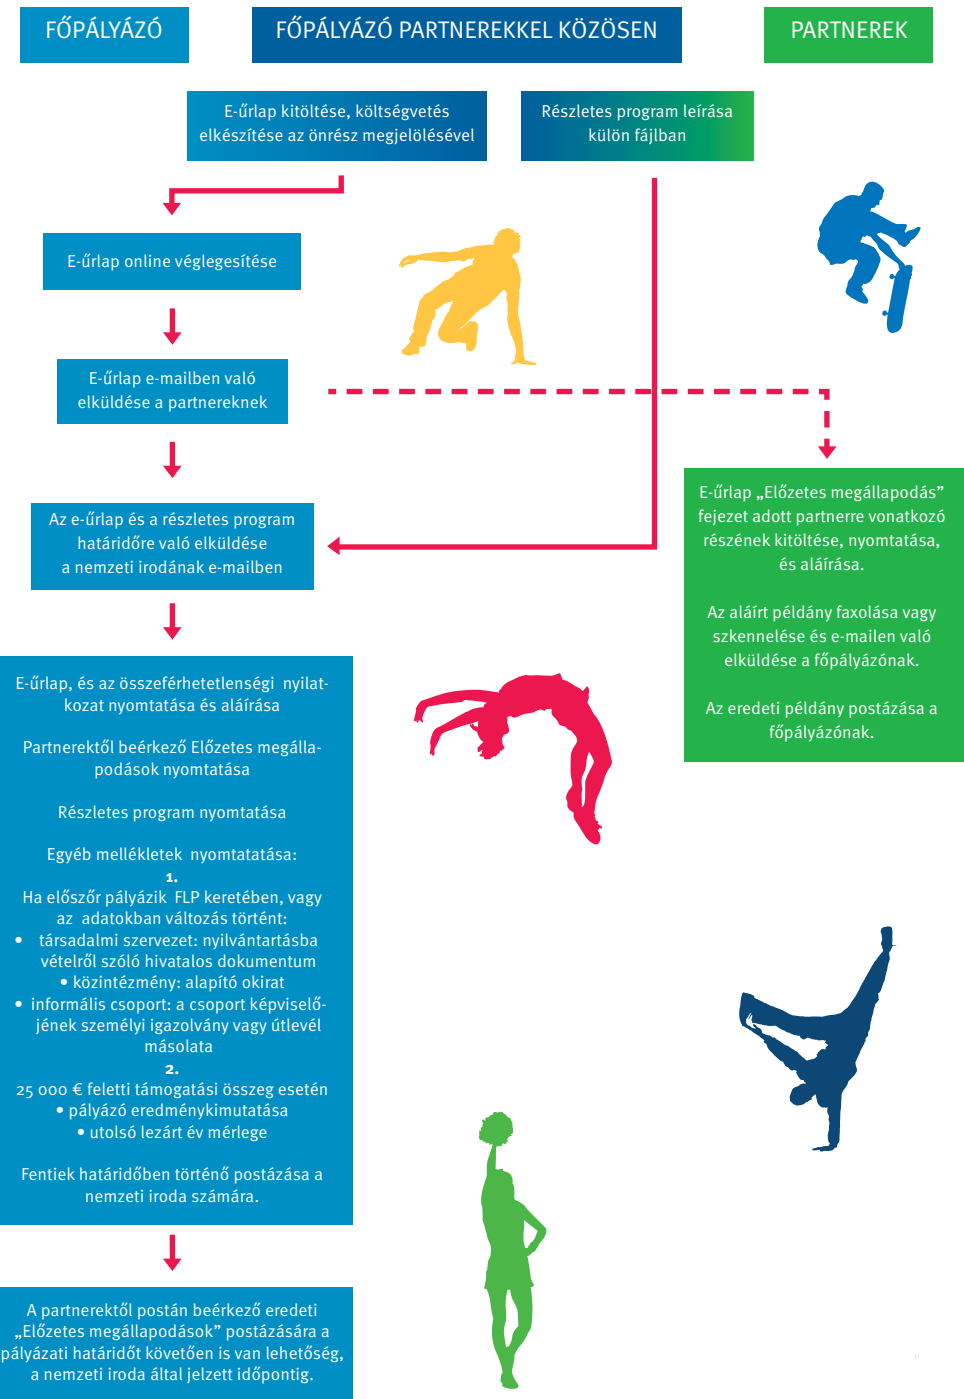 FŐPÁLYÁZÓ
FŐPÁLYÁZÓ PARTNEREKKEL KÖZÖSEN
PARTNEREK
E-űrlap kitöltése, költségvetés
elkészítése az önrész megjelölésével
Részletes program leírása
külön fájlban
E-űrlap online véglegesítése
E-űrlap e-mailben való
elküldése a partnereknek
Az e-űrlap és a részletes program
határidőre való elküldése
a nemzeti irodának e-mailben
E-űrlap „Előzetes megállapodás”
fejezet adott partnerre vonatkozó
részének kitöltése, nyomtatása,
és aláírása.
Az aláírt példány faxolása vagy
szkennelése és e-mailen való
elküldése a főpályázónak.
Az eredeti példány postázása a
főpályázónak.
E-űrlap, és az összeférhetetlenségi nyilat-
kozat nyomtatása és aláírása
Partnerektől beérkező Előzetes megálla-
podások nyomtatása
Részletes program nyomtatása
Egyéb mellékletek nyomtatatása:
1.
Ha előszőr pályázik FLP keretében, vagy
az adatokban változás történt:
• társadalmi szervezet: nyilvántartásba
vételről szóló hivatalos dokumentum
• közintézmény: alapító okirat
• informális csoport: a csoport képviselő-
jének személyi igazolvány vagy útlevél
másolata
2.
25 000 € feletti támogatási összeg esetén
• pályázó eredménykimutatása
• utolsó lezárt év mérlege
Fentiek határidőben történő postázása a
nemzeti iroda számára.
A partnerektől postán beérkező eredeti
„Előzetes megállapodások” postázására a
pályázati határidőt követően is van lehetőség,
a nemzeti iroda által jelzett időpontig.